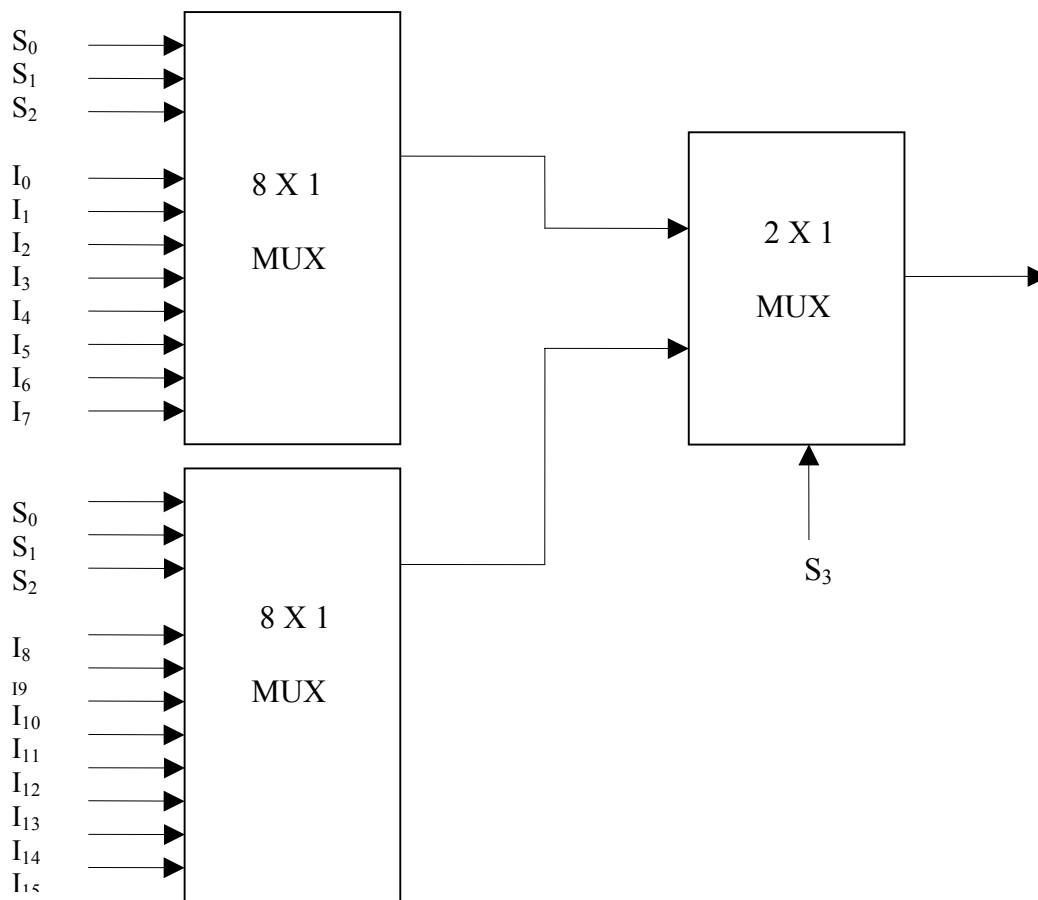 S₀
S₁
S₂
I₀
I₁
I₂
I₃
I₄
I₅
I₆
I₇
8 X 1
MUX
2 X 1
MUX
S₃
S₀
S₁
S₂
I₈
I9
I₁₀
I₁₁
I₁₂
I₁₃
I₁₄
I₁₅
8 X 1
MUX